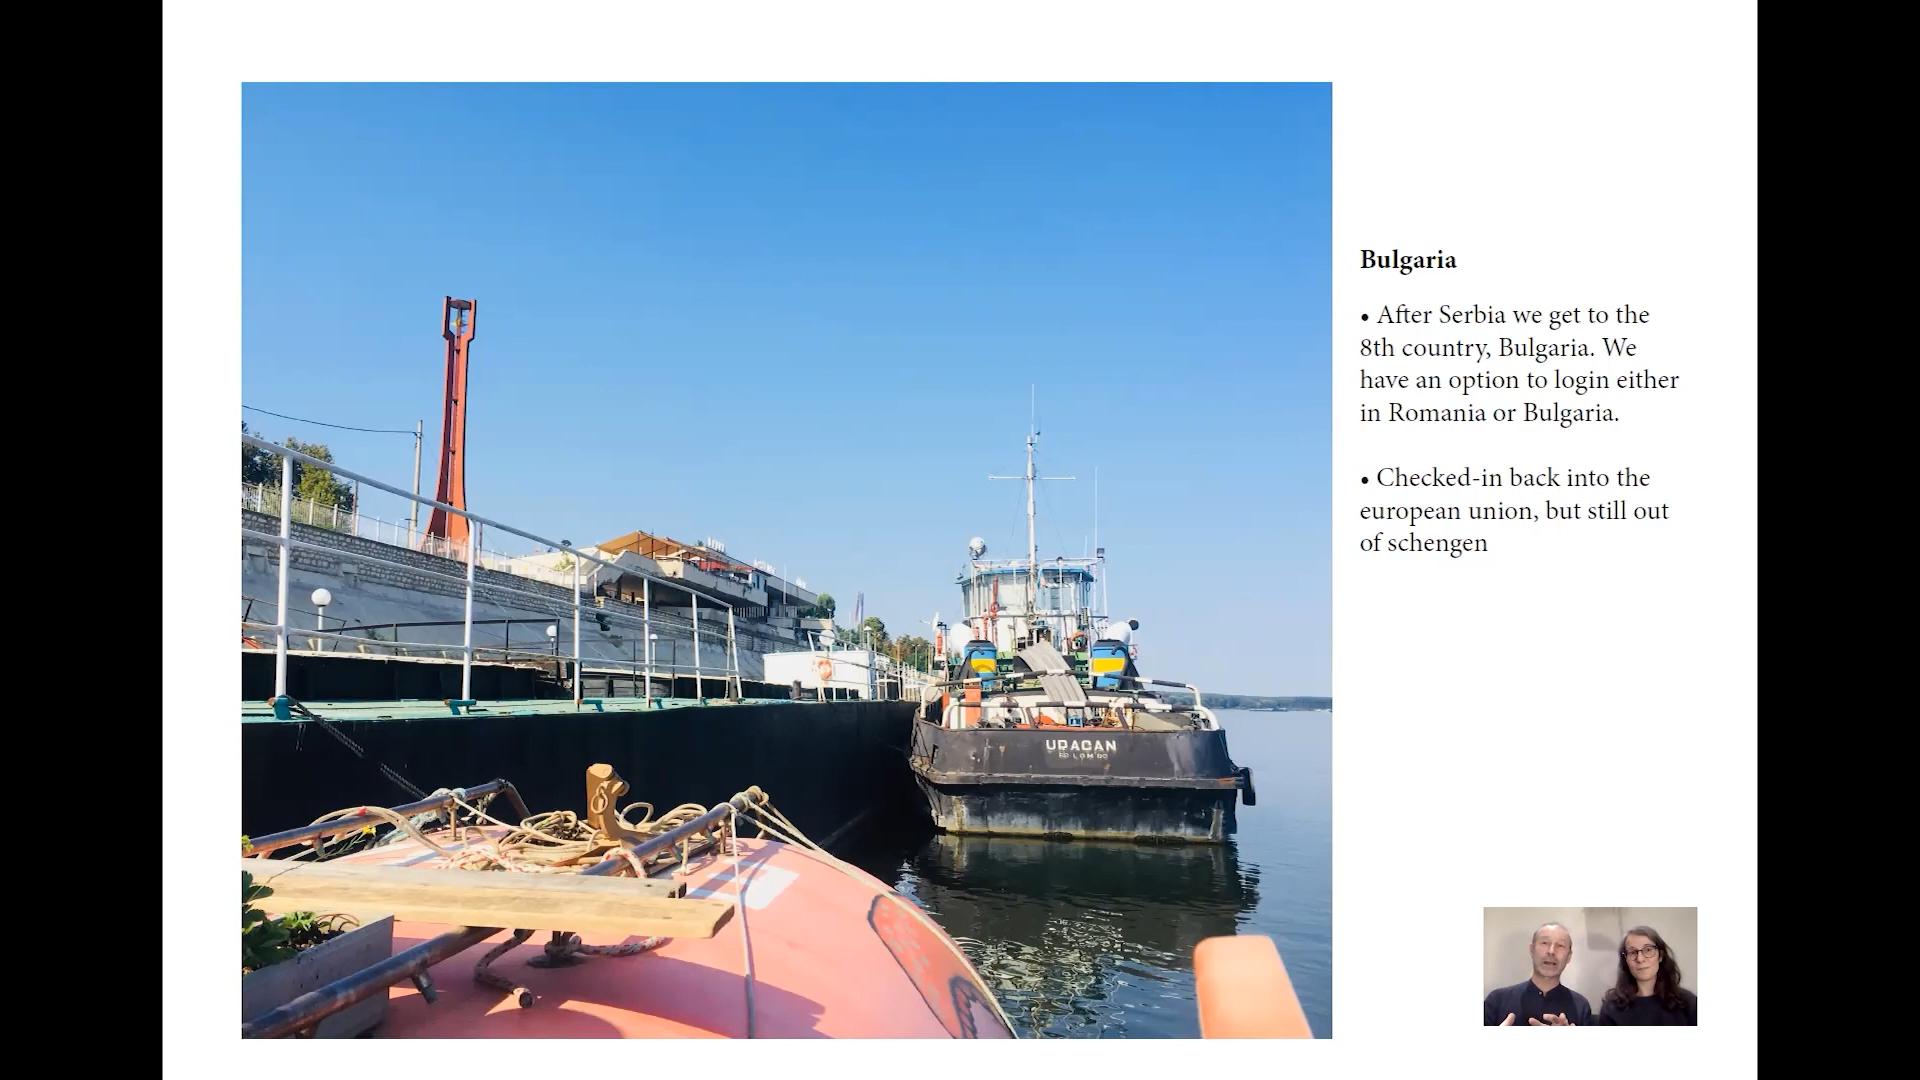 Bulgaria
• After Serbia we get to the
8th country, Bulgaria. We
have an option to login either
in Romania or Bulgaria.
• Checked-in back into the
european union, but still out
of schengen
URAGAN